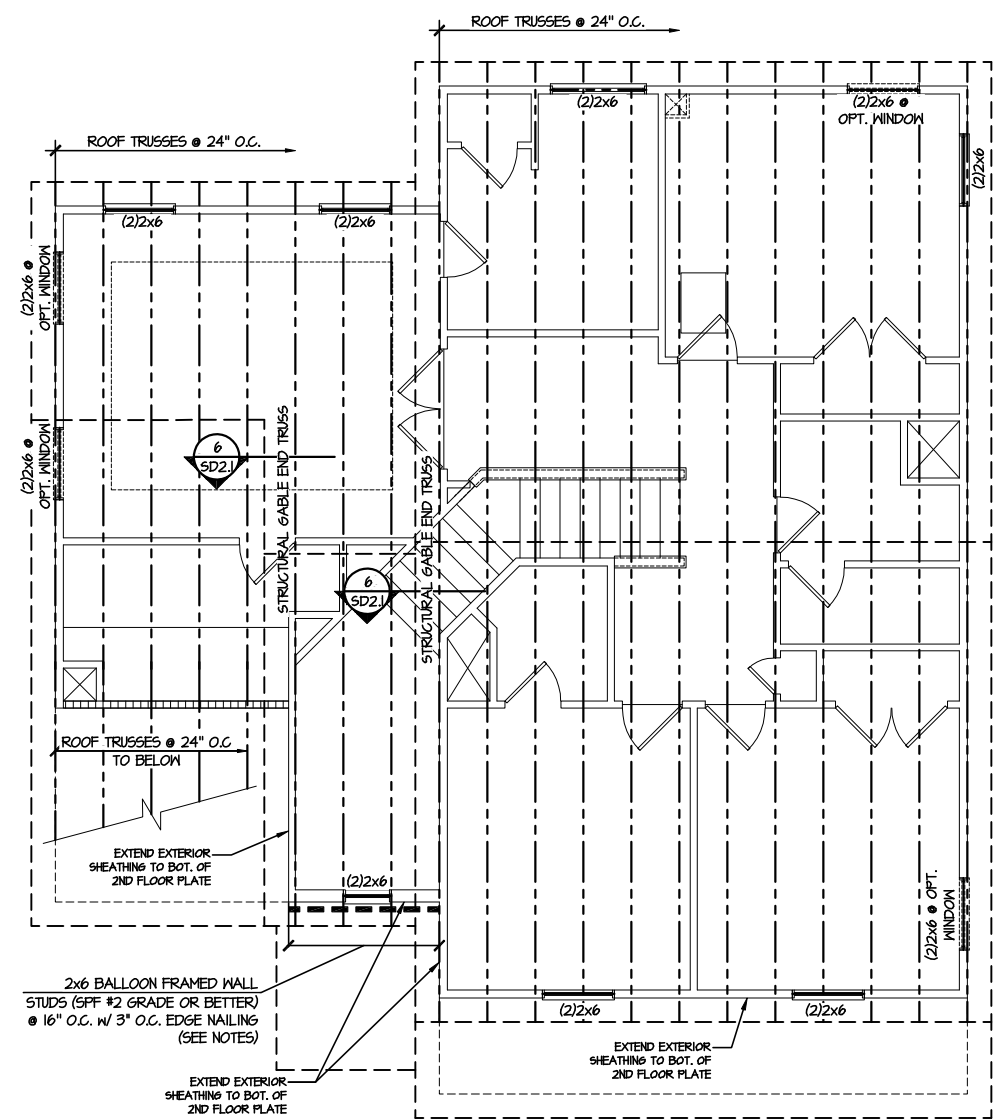 ROOF TRUSSES @ 24" O.C.
(2)2x6
(2)2x6 @
OPT. WINDOW
(2)2x6
ROOF TRUSSES @ 24" O.C.
(2)2x6
(2)2x6
(2)2x6 @
OPT. WINDOW
(2)2x6 @
OPT. WINDOW
6
SD2.1
STRUCTURAL GABLE END TRUSS
STRUCTURAL GABLE END TRUSS
6
SD2.1
ROOF TRUSSES @ 24" O.C
TO BELOW
EXTEND EXTERIOR
SHEATHING TO BOT. OF
2ND FLOOR PLATE
(2)2x6
(2)2x6 @ OPT.
WINDOW
2x6 BALLOON FRAMED WALL
STUDS (SPF #2 GRADE OR BETTER)
@ 16" O.C. W/ 3" O.C. EDGE NAILING
(SEE NOTES)
(2)2x6
(2)2x6
EXTEND EXTERIOR
SHEATHING TO BOT. OF
2ND FLOOR PLATE
EXTEND EXTERIOR
SHEATHING TO BOT. OF
2ND FLOOR PLATE